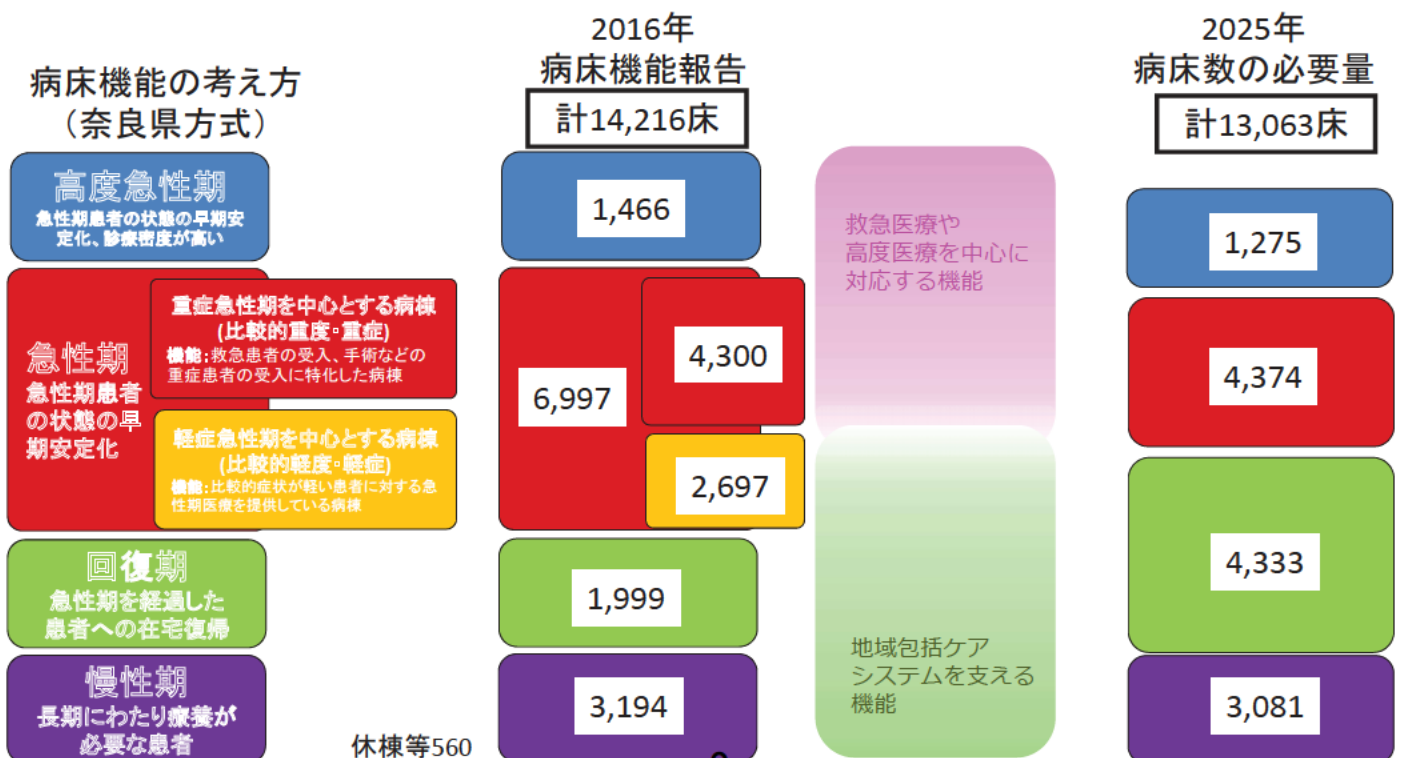 病床機能の考え方
（奈良県方式）
高度急性期
急性期患者の状態の早期安
定化、診療密度が高い
急性期
急性期患者
の状態の早
期安定化
重症急性期を中心とする病棟
(比較的重度・重症)
機能：救急患者の受入、手術などの
重症患者の受入に特化した病棟
軽症急性期を中心とする病棟
(比較的軽度・軽症)
機能：比較的症状が軽い患者に対する急
性期医療を提供している病棟
回復期
急性期を経過した
患者への在宅復帰
慢性期
長期にわたり療養が
必要な患者
休棟等560
2016年
病床機能報告
計14,216床
1,466
6,997
4,300
2,697
1,999
3,194
救急医療や
高度医療を中心に
対応する機能
地域包括ケア
システムを支える
機能
2025年
病床数の必要量
計13,063床
1,275
4,374
4,333
3,081